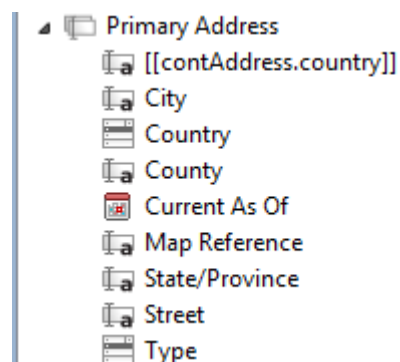 Primary Address
[[contAddress.country]]
City
Country
County
Current As Of
Map Reference
State/Province
Street
Type